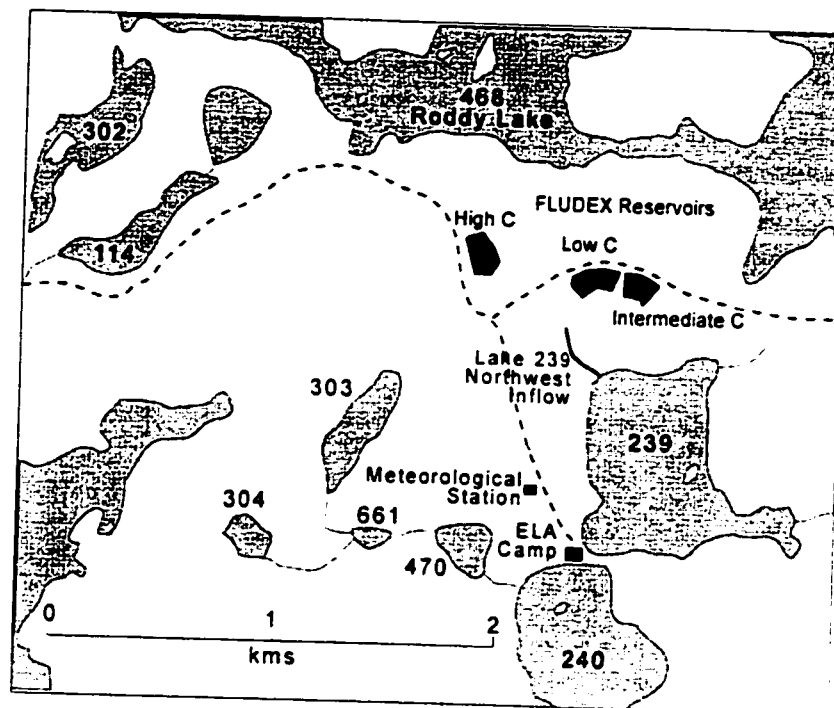 468
Roddy Lake
302
FLUDEX Reservoirs
High C
114
Low C
Intermediate C
Lake 239
Northwest
Inflow
303
239
Meteorological
Station
304
661
ELA
Camp
470
0
1
2
kms
240